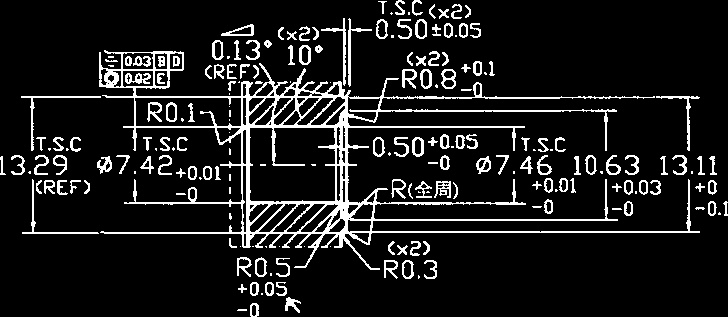 T.S.C (x2)
0.50±0.05
(x2)
0.13° 10°
(REF)
(x2)
R0.8 +0.1
-0
0.03 B D
0.02 E
R0.1
T.S.C
13.29
(REF)
T.S.C
Ø7.42 +0.01
-0
0.50 +0.05
-0
T.S.C
Ø7.46 +0.01
-0
10.63 +0.03
-0
13.11 +0
-0.1
R(全周)
R0.5
+0.05
-0
(x2)
R0.3